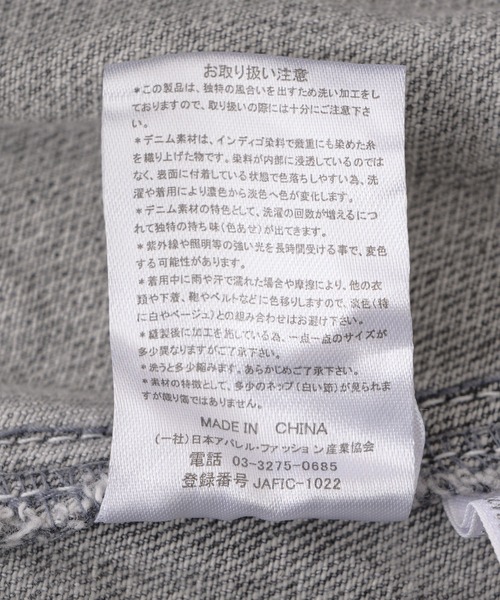 お取り扱い注意
*この製品は、独特の風合いを出すため洗い加工をし
ておりますので、取り扱いの際には十分にご注意下さ
い。
*デニム素材は、インディゴ染料で幾重にも染めた糸
を織り上げた物です。染料が内部に浸透しているのでは
なく、表面に付着している状態で色落ちしやすい為、洗
濯や着用により濃色から淡色へ色が変化します。
*デニム素材の特色として、洗濯の回数が増えるにつ
れて独特の持ち味(色あせ)が出てきます。
*紫外線や照明等の強い光を長時間受ける事で、変色
する可能性があります。
*着用中に雨や汗で濡れた場合や摩擦により、他の衣
類や下着、鞄やベルトなどに色移りしますので、淡色(特
に白やベージュ)との組み合わせはお避け下さい。
*縫製後に加工を施している為、一点一点のサイズが
多少異なりますがご了承下さい。
*洗うと多少縮みます。あらかじめご了承下さい。
*素材の特徴として、多少のネップ(白い節)が見られま
すが織り傷ではありません。
MADE IN CHINA
(一社)日本アパレル・ファッション産業協会
電話 03-3275-0685
登録番号 JAFIC-1022